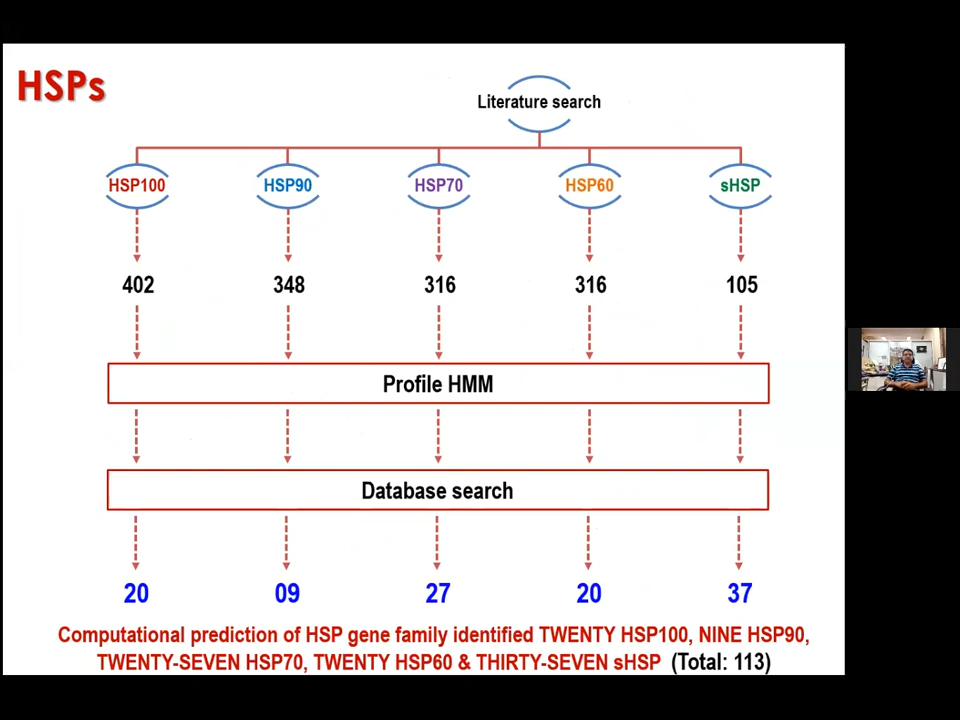 HSPs
Literature search
HSP100 HSP90 HSP70 HSP60 sHSP
402 348 316 316 105
Profile HMM
Database search
20 09 27 20 37
Computational prediction of HSP gene family identified TWENTY HSP100, NINE HSP90,
TWENTY-SEVEN HSP70, TWENTY HSP60 & THIRTY-SEVEN sHSP (Total: 113)